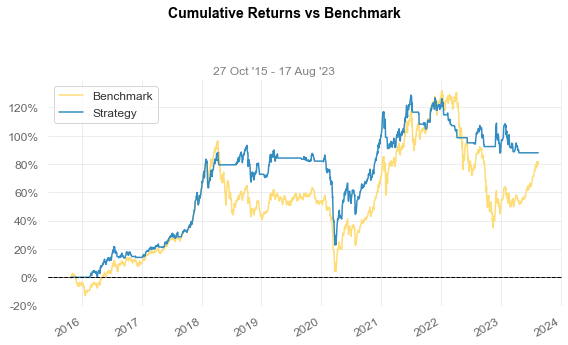 Cumulative Returns vs Benchmark
27 Oct '15 - 17 Aug '23
Benchmark
Strategy
120%
100%
80%
60%
40%
20%
0%
-20%
2016 2017 2018 2019 2020 2021 2022 2023 2024